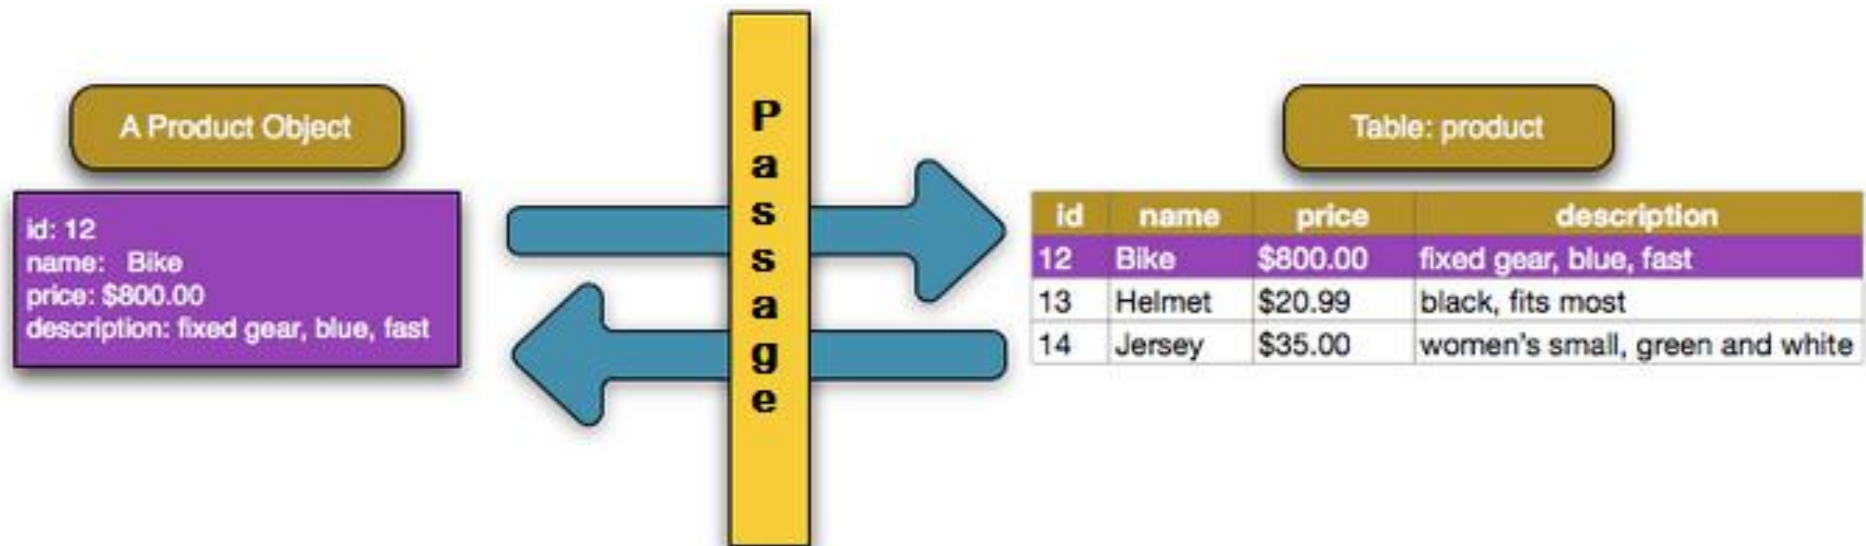 A Product Object
id: 12
name: Bike
price: $800.00
description: fixed gear, blue, fast
Passage
Table: product
id name price description
12 Bike $800.00 fixed gear, blue, fast
13 Helmet $20.99 black, fits most
14 Jersey $35.00 women's small, green and white